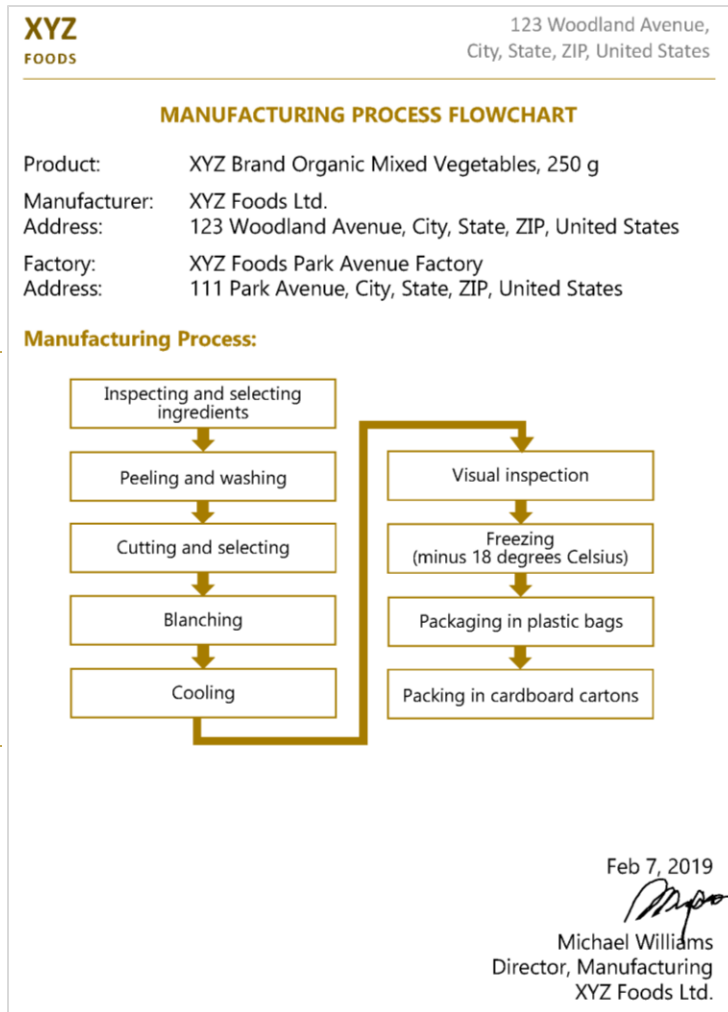 XYZ
FOODS
123 Woodland Avenue,
City, State, ZIP, United States
MANUFACTURING PROCESS FLOWCHART
Product: XYZ Brand Organic Mixed Vegetables, 250 g
Manufacturer: XYZ Foods Ltd.
Address: 123 Woodland Avenue, City, State, ZIP, United States
Factory: XYZ Foods Park Avenue Factory
Address: 111 Park Avenue, City, State, ZIP, United States
Manufacturing Process:
Inspecting and selecting
ingredients
Peeling and washing
Cutting and selecting
Blanching
Cooling
Visual inspection
Freezing
(minus 18 degrees Celsius)
Packaging in plastic bags
Packing in cardboard cartons
Feb 7, 2019
Michael Williams
Director, Manufacturing
XYZ Foods Ltd.